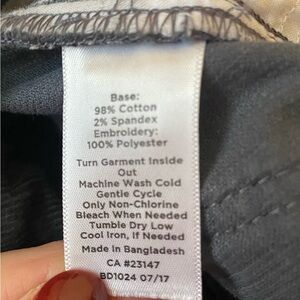 Base:
98% Cotton
2% Spandex
Embroidery:
100% Polyester
Turn Garment Inside
Out
Machine Wash Cold
Gentle Cycle
Only Non-Chlorine
Bleach When Needed
Tumble Dry Low
Cool Iron, if Needed
Made in Bangladesh
CA #23147
BD1024 07/17